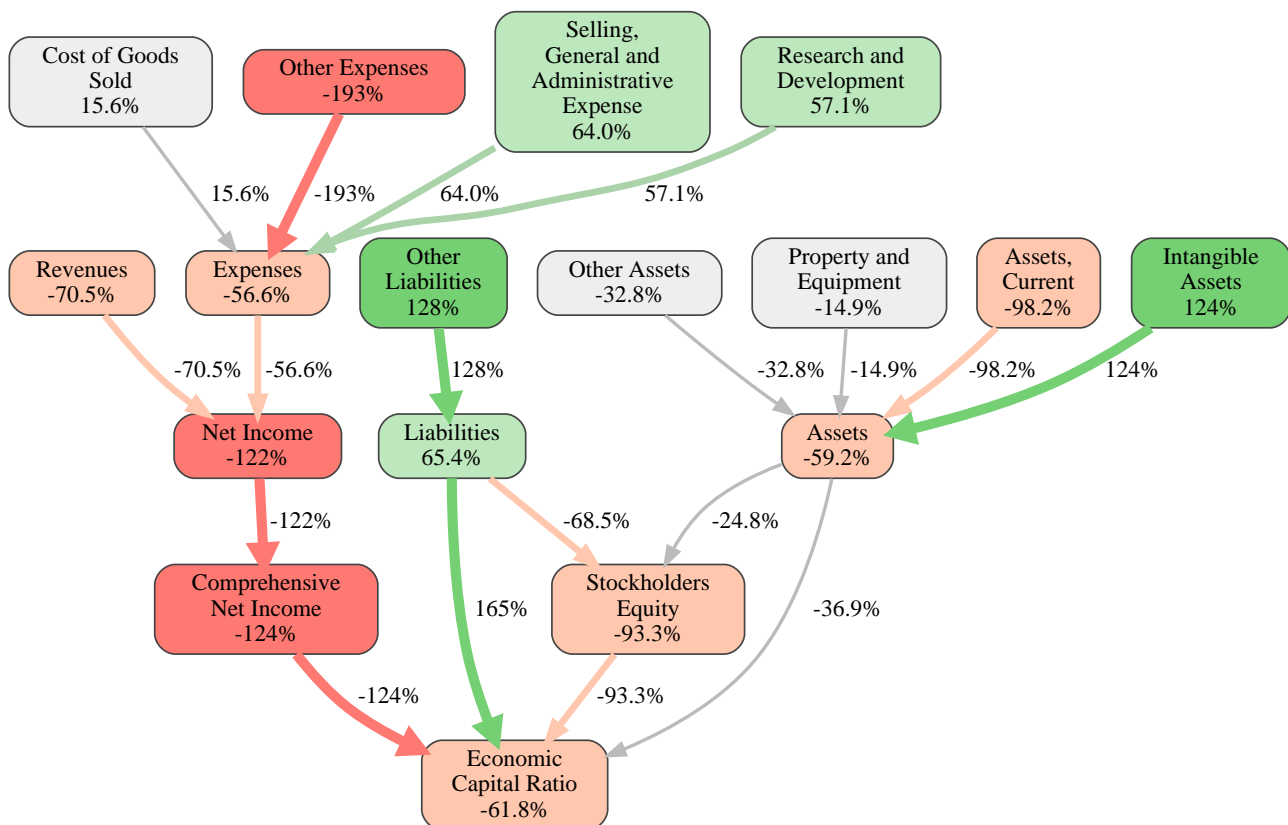 Cost of Goods
Sold
15.6%
Other Expenses
-193%
Selling,
General and
Administrative
Expense
64.0%
Research and
Development
57.1%
15.6%
-193%
64.0%
57.1%
Revenues
-70.5%
Expenses
-56.6%
Other
Liabilities
128%
Other Assets
-32.8%
Property and
Equipment
-14.9%
Assets,
Current
-98.2%
Intangible
Assets
124%
-70.5%
-56.6%
128%
-32.8%
-14.9%
-98.2%
124%
Net Income
-122%
Liabilities
65.4%
Assets
-59.2%
-122%
-68.5%
-24.8%
Comprehensive
Net Income
-124%
165%
Stockholders
Equity
-93.3%
-36.9%
-124%
-93.3%
Economic
Capital Ratio
-61.8%